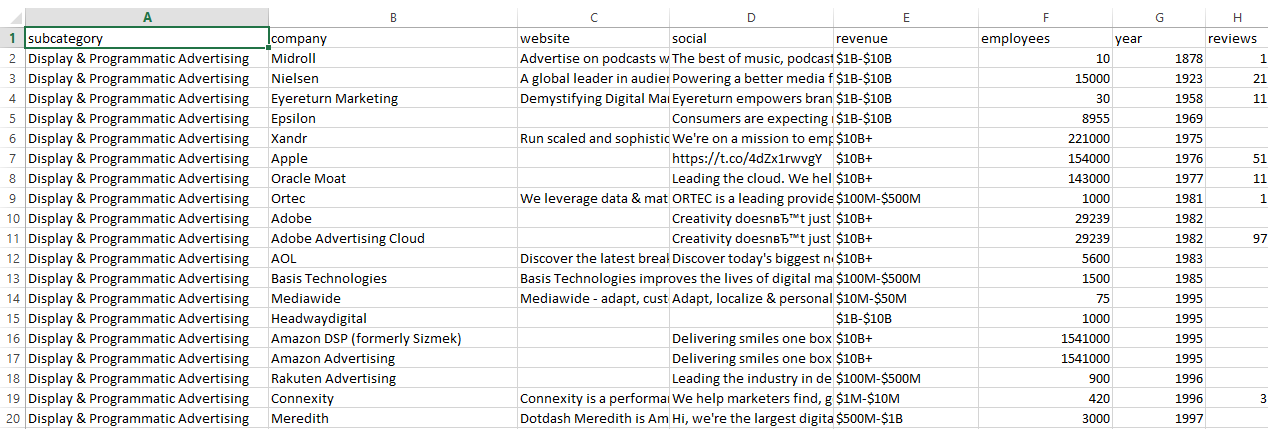 A B C D E F G H
1 subcategory company website social revenue employees year reviews
2 Display & Programmatic Advertising Midroll Advertise on podcasts w The best of music, podcast $1B-$10B 10 1878 1
3 Display & Programmatic Advertising Nielsen A global leader in audien Powering a better media f $1B-$10B 15000 1923 21
4 Display & Programmatic Advertising Eyereturn Marketing Demystifying Digital Mar Eyereturn empowers bran $1B-$10B 30 1958 11
5 Display & Programmatic Advertising Epsilon Consumers are expecting $1B-$10B 8955 1969
6 Display & Programmatic Advertising Xandr Run scaled and sophistic We're on a mission to emp $10B+ 221000 1975
7 Display & Programmatic Advertising Apple https://t.co/4dZx1rwvgY $10B+ 154000 1976 51
8 Display & Programmatic Advertising Oracle Moat Leading the cloud. We hel $10B+ 143000 1977 11
9 Display & Programmatic Advertising Ortec We leverage data & mat ORTEC is a leading provide $100M-$500M 1000 1981 1
10 Display & Programmatic Advertising Adobe Creativity doesnвЂ™t just $10B+ 29239 1982
11 Display & Programmatic Advertising Adobe Advertising Cloud Creativity doesnвЂ™t just $10B+ 29239 1982 97
12 Display & Programmatic Advertising AOL Discover the latest break Discover today's biggest n $10B+ 5600 1983
13 Display & Programmatic Advertising Basis Technologies Basis Technologies improves the lives of digital ma $100M-$500M 1500 1985
14 Display & Programmatic Advertising Mediawide Mediawide - adapt, cust Adapt, localize & personal $10M-$50M 75 1995
15 Display & Programmatic Advertising Headwaydigital $1B-$10B 1000 1995
16 Display & Programmatic Advertising Amazon DSP (formerly Sizmek) Delivering smiles one box $10B+ 1541000 1995
17 Display & Programmatic Advertising Amazon Advertising Delivering smiles one box $10B+ 1541000 1995
18 Display & Programmatic Advertising Rakuten Advertising Leading the industry in de $100M-$500M 900 1996
19 Display & Programmatic Advertising Connexity Connexity is a performa We help marketers find, g $1M-$10M 420 1996 3
20 Display & Programmatic Advertising Meredith Dotdash Meredith is Am Hi, we're the largest digita $500M-$1B 3000 1997